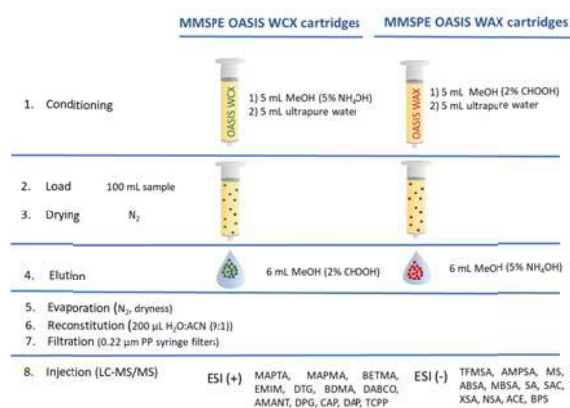 MMSPE OASIS WCX cartridges
MMSPE OASIS WAX cartridges
1. Conditioning
OASIS WCX
1) 5 mL MeOH (5% NH₄OH)
2) 5 mL ultrapure water
OASIS WAX
1) 5 mL MeOH (2% CHOOH)
2) 5 mL ultrapure water
2. Load 100 mL sample
3. Drying N₂
4. Elution
6 mL MeOH (2% CHOOH)
6 mL MeOH (5% NH₄OH)
5. Evaporation (N₂, dryness)
6. Reconstitution (200 µL H₂O:ACN (9:1))
7. Filtration (0.22 µm PP syringe filters)
8. Injection (LC-MS/MS)
ESI (+)
MAPTA, MAPMA, BETMA,
EMIM, DTG, BDMA, DABCO,
AMANT, DPG, CAP, DAP, TCPP
ESI (-)
TFMSA, AMPSA, MS,
ABSA, MBSA, SA, SAC,
XSA, NSA, ACE, BPS